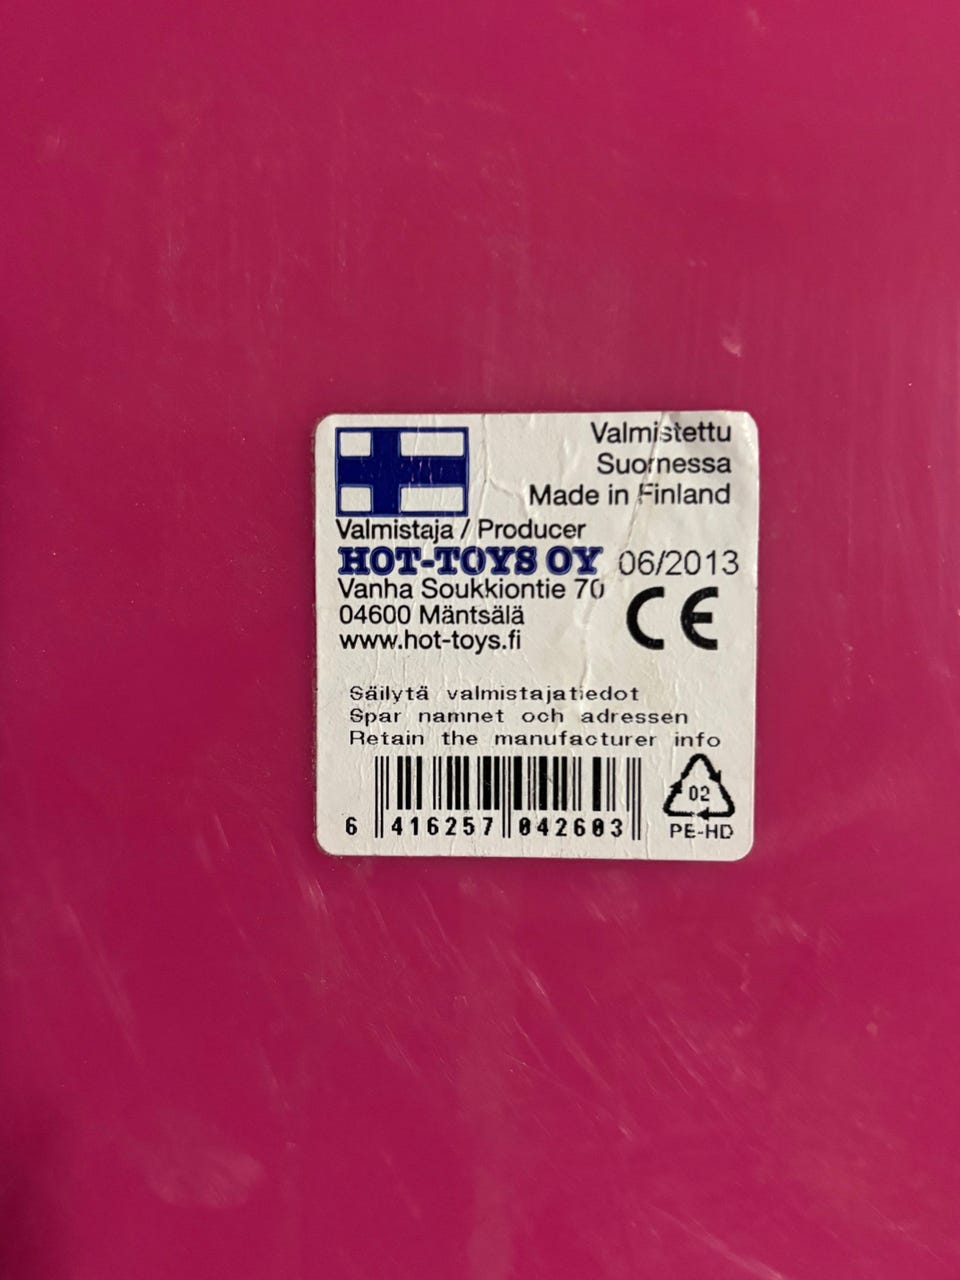 Valmistettu
Suomessa
Made in Finland
Valmistaja / Producer
HOT-TOYS OY 06/2013
Vanha Soukkiontie 70
04600 Mäntsälä
www.hot-toys.fi
CE
Säilytä valmistajatiedot
Spar namnet och adressen
Retain the manufacturer info
02
6 416257 042603
PE-HD